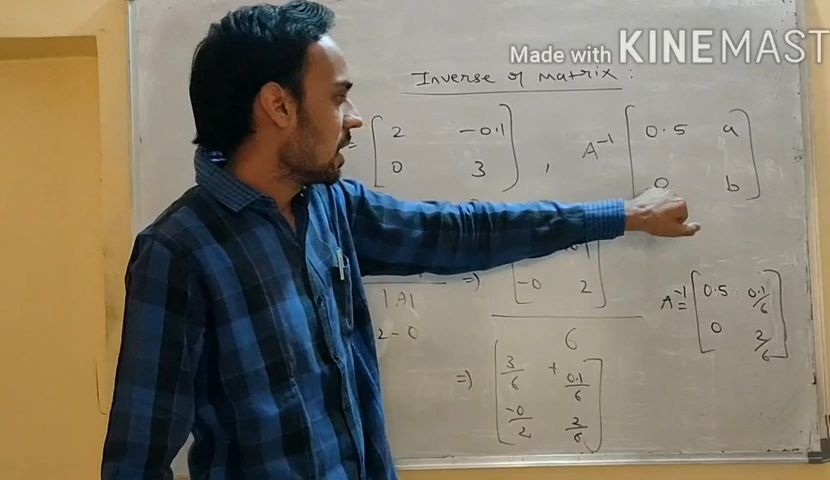 Made with KINEMAST
Inverse of matrix :
= [ 2 -0.1 , A⁻¹ [ 0.5 a
0 3 ] 0 b ]
|A| => [ -0 2 ] A⁻¹= [ 0.5 0.1/6
2-0 6 0 2/6 ]
=> [ 3/6 + 0.1/6
-0/2 2/6 ]